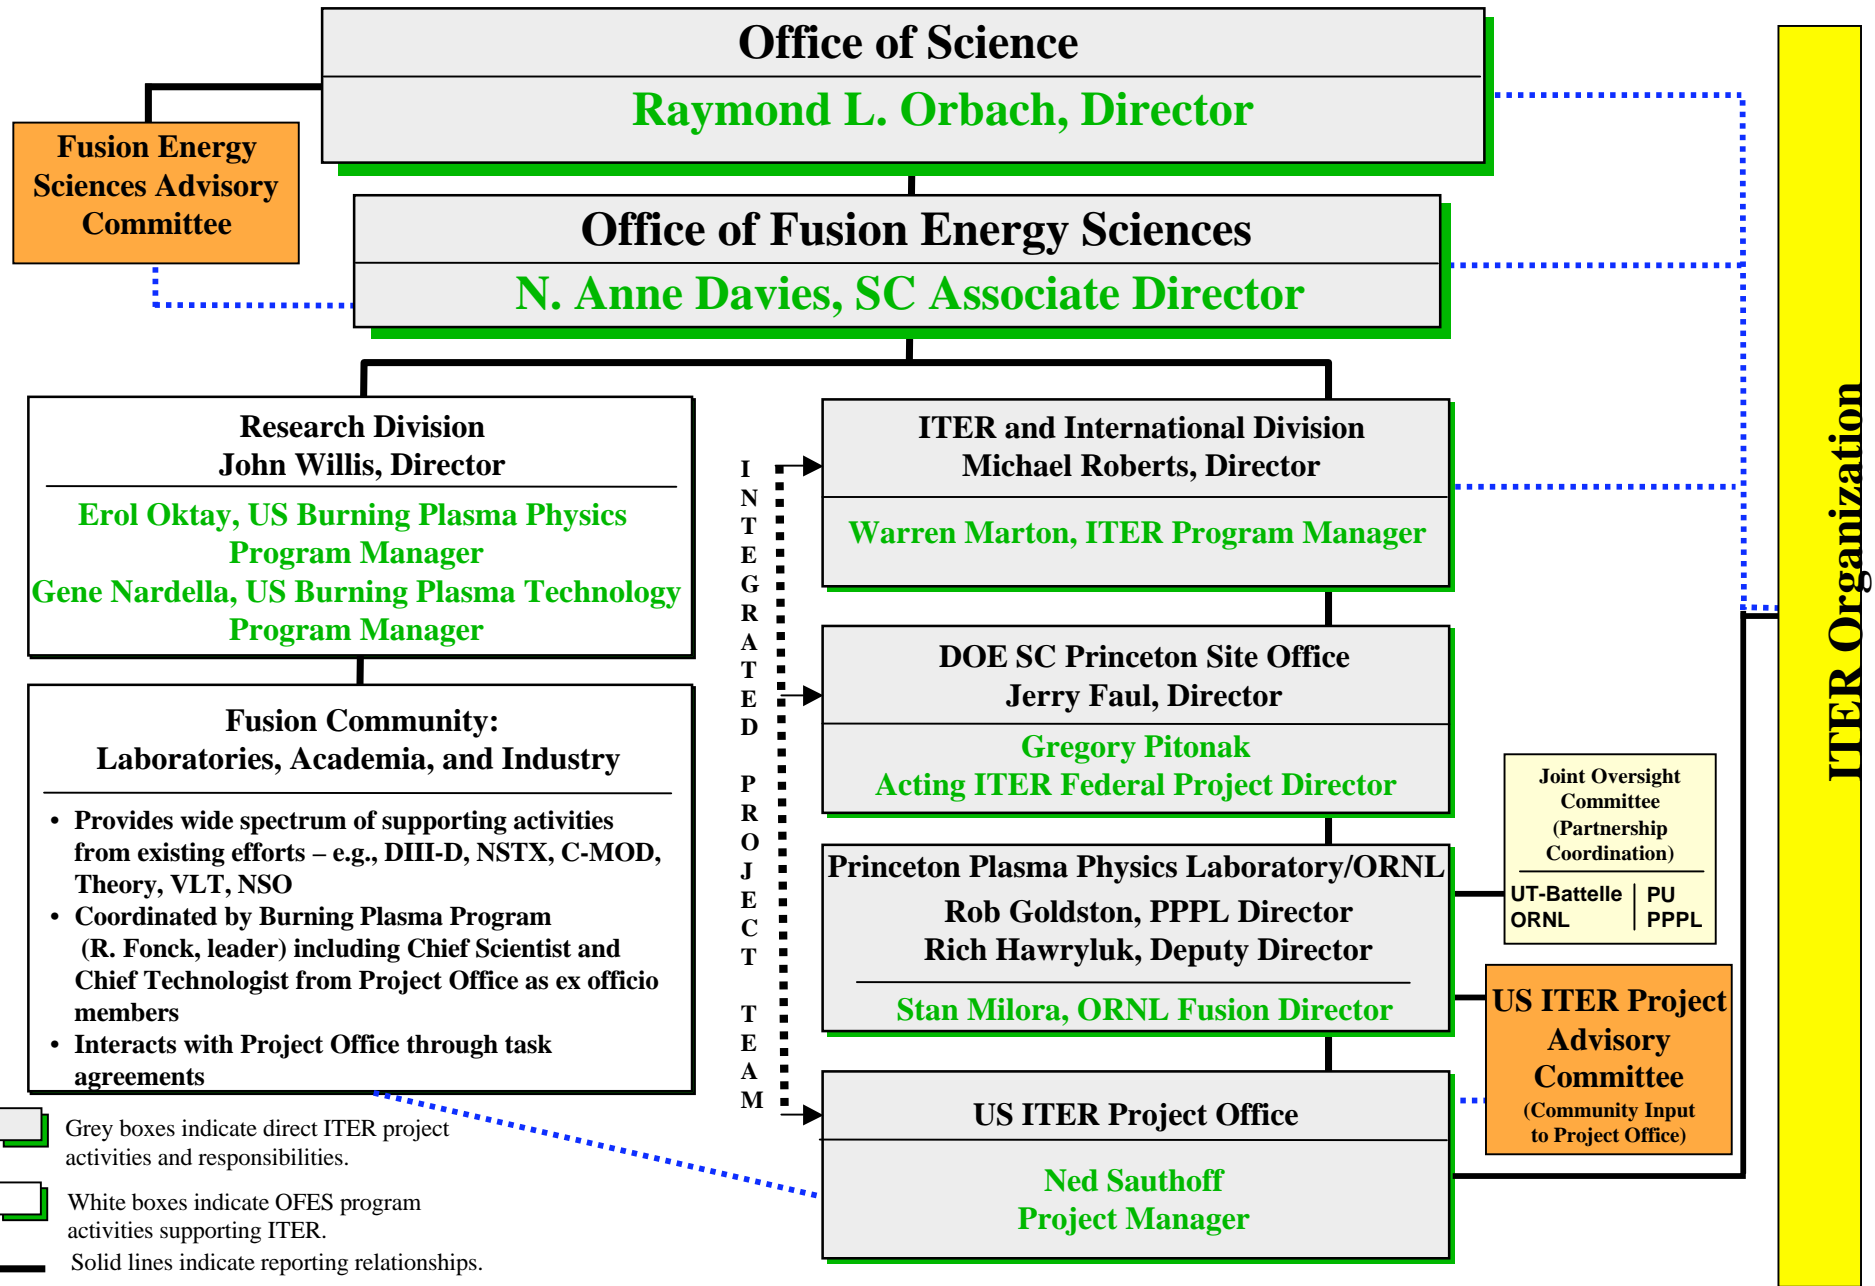 Office of Science
Raymond L. Orbach, Director
Fusion Energy
Sciences Advisory
Committee
Office of Fusion Energy Sciences
N. Anne Davies, SC Associate Director
Research Division
John Willis, Director
Erol Oktay, US Burning Plasma Physics
Program Manager
Gene Nardella, US Burning Plasma Technology
Program Manager
Fusion Community:
Laboratories, Academia, and Industry
• Provides wide spectrum of supporting activities
from existing efforts – e.g., DIII-D, NSTX, C-MOD,
Theory, VLT, NSO
• Coordinated by Burning Plasma Program
(R. Fonck, leader) including Chief Scientist and
Chief Technologist from Project Office as ex officio
members
• Interacts with Project Office through task
agreements
INTEGRATED PROJECT TEAM
ITER and International Division
Michael Roberts, Director
Warren Marton, ITER Program Manager
DOE SC Princeton Site Office
Jerry Faul, Director
Gregory Pitonak
Acting ITER Federal Project Director
Princeton Plasma Physics Laboratory/ORNL
Rob Goldston, PPPL Director
Rich Hawryluk, Deputy Director
Stan Milora, ORNL Fusion Director
US ITER Project Office
Ned Sauthoff
Project Manager
Joint Oversight
Committee
(Partnership
Coordination)
UT-Battelle PU
ORNL PPPL
US ITER Project
Advisory
Committee
(Community Input
to Project Office)
ITER Organization
Grey boxes indicate direct ITER project
activities and responsibilities.
White boxes indicate OFES program
activities supporting ITER.
Solid lines indicate reporting relationships.